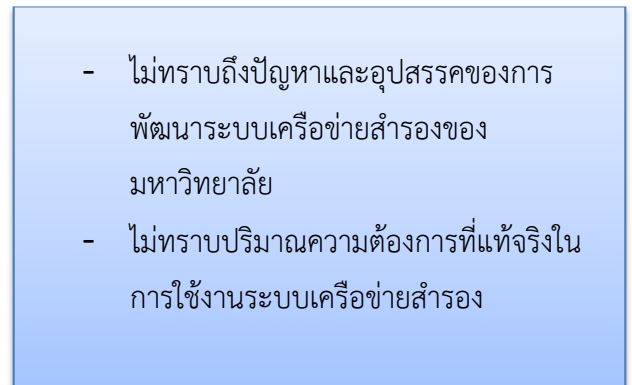 - ไม่ทราบถึงปัญหาและอุปสรรคของการ
พัฒนาระบบเครือข่ายสำรองของ
มหาวิทยาลัย
- ไม่ทราบปริมาณความต้องการที่แท้จริงใน
การใช้งานระบบเครือข่ายสำรอง